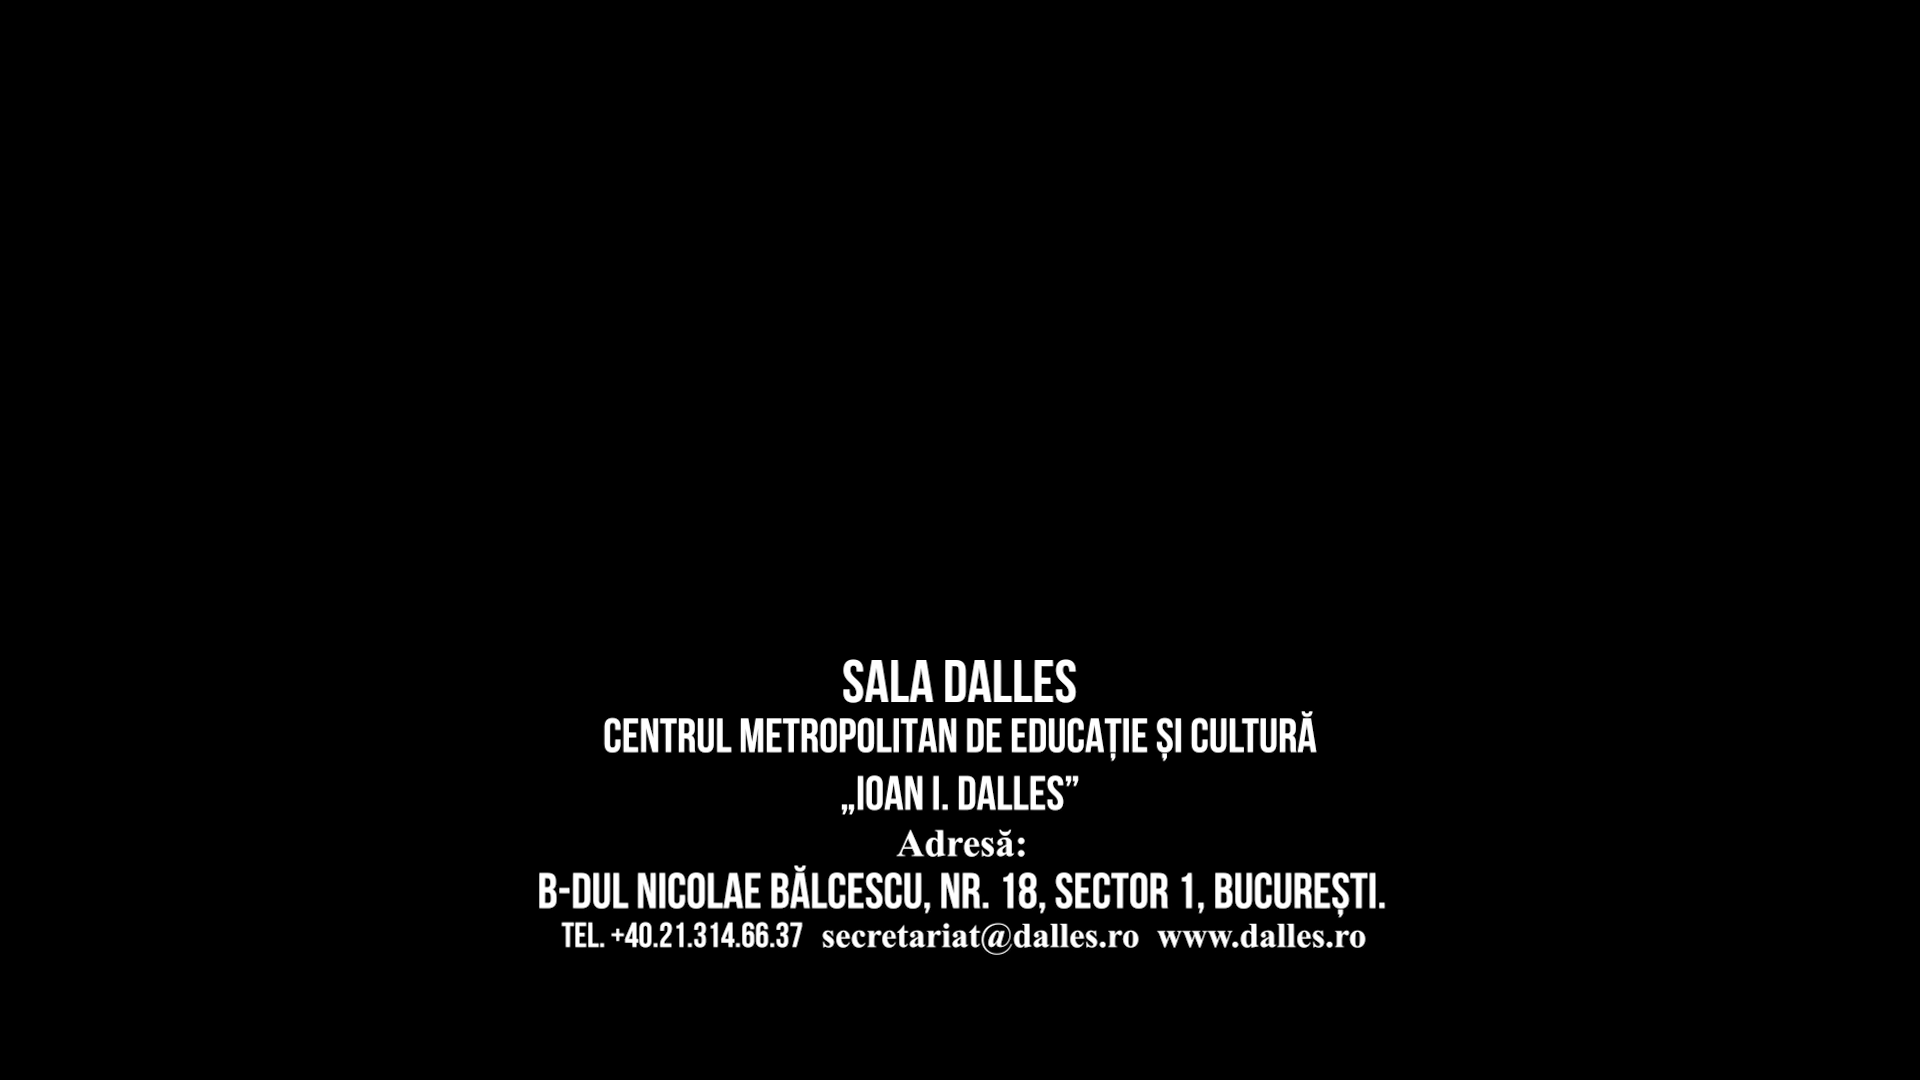 SALA DALLES
CENTRUL METROPOLITAN DE EDUCAȚIE ȘI CULTURĂ
„IOAN I. DALLES”
Adresă:
B-DUL NICOLAE BĂLCESCU, NR. 18, SECTOR 1, BUCUREȘTI.
TEL. +40.21.314.66.37 secretariat@dalles.ro www.dalles.ro